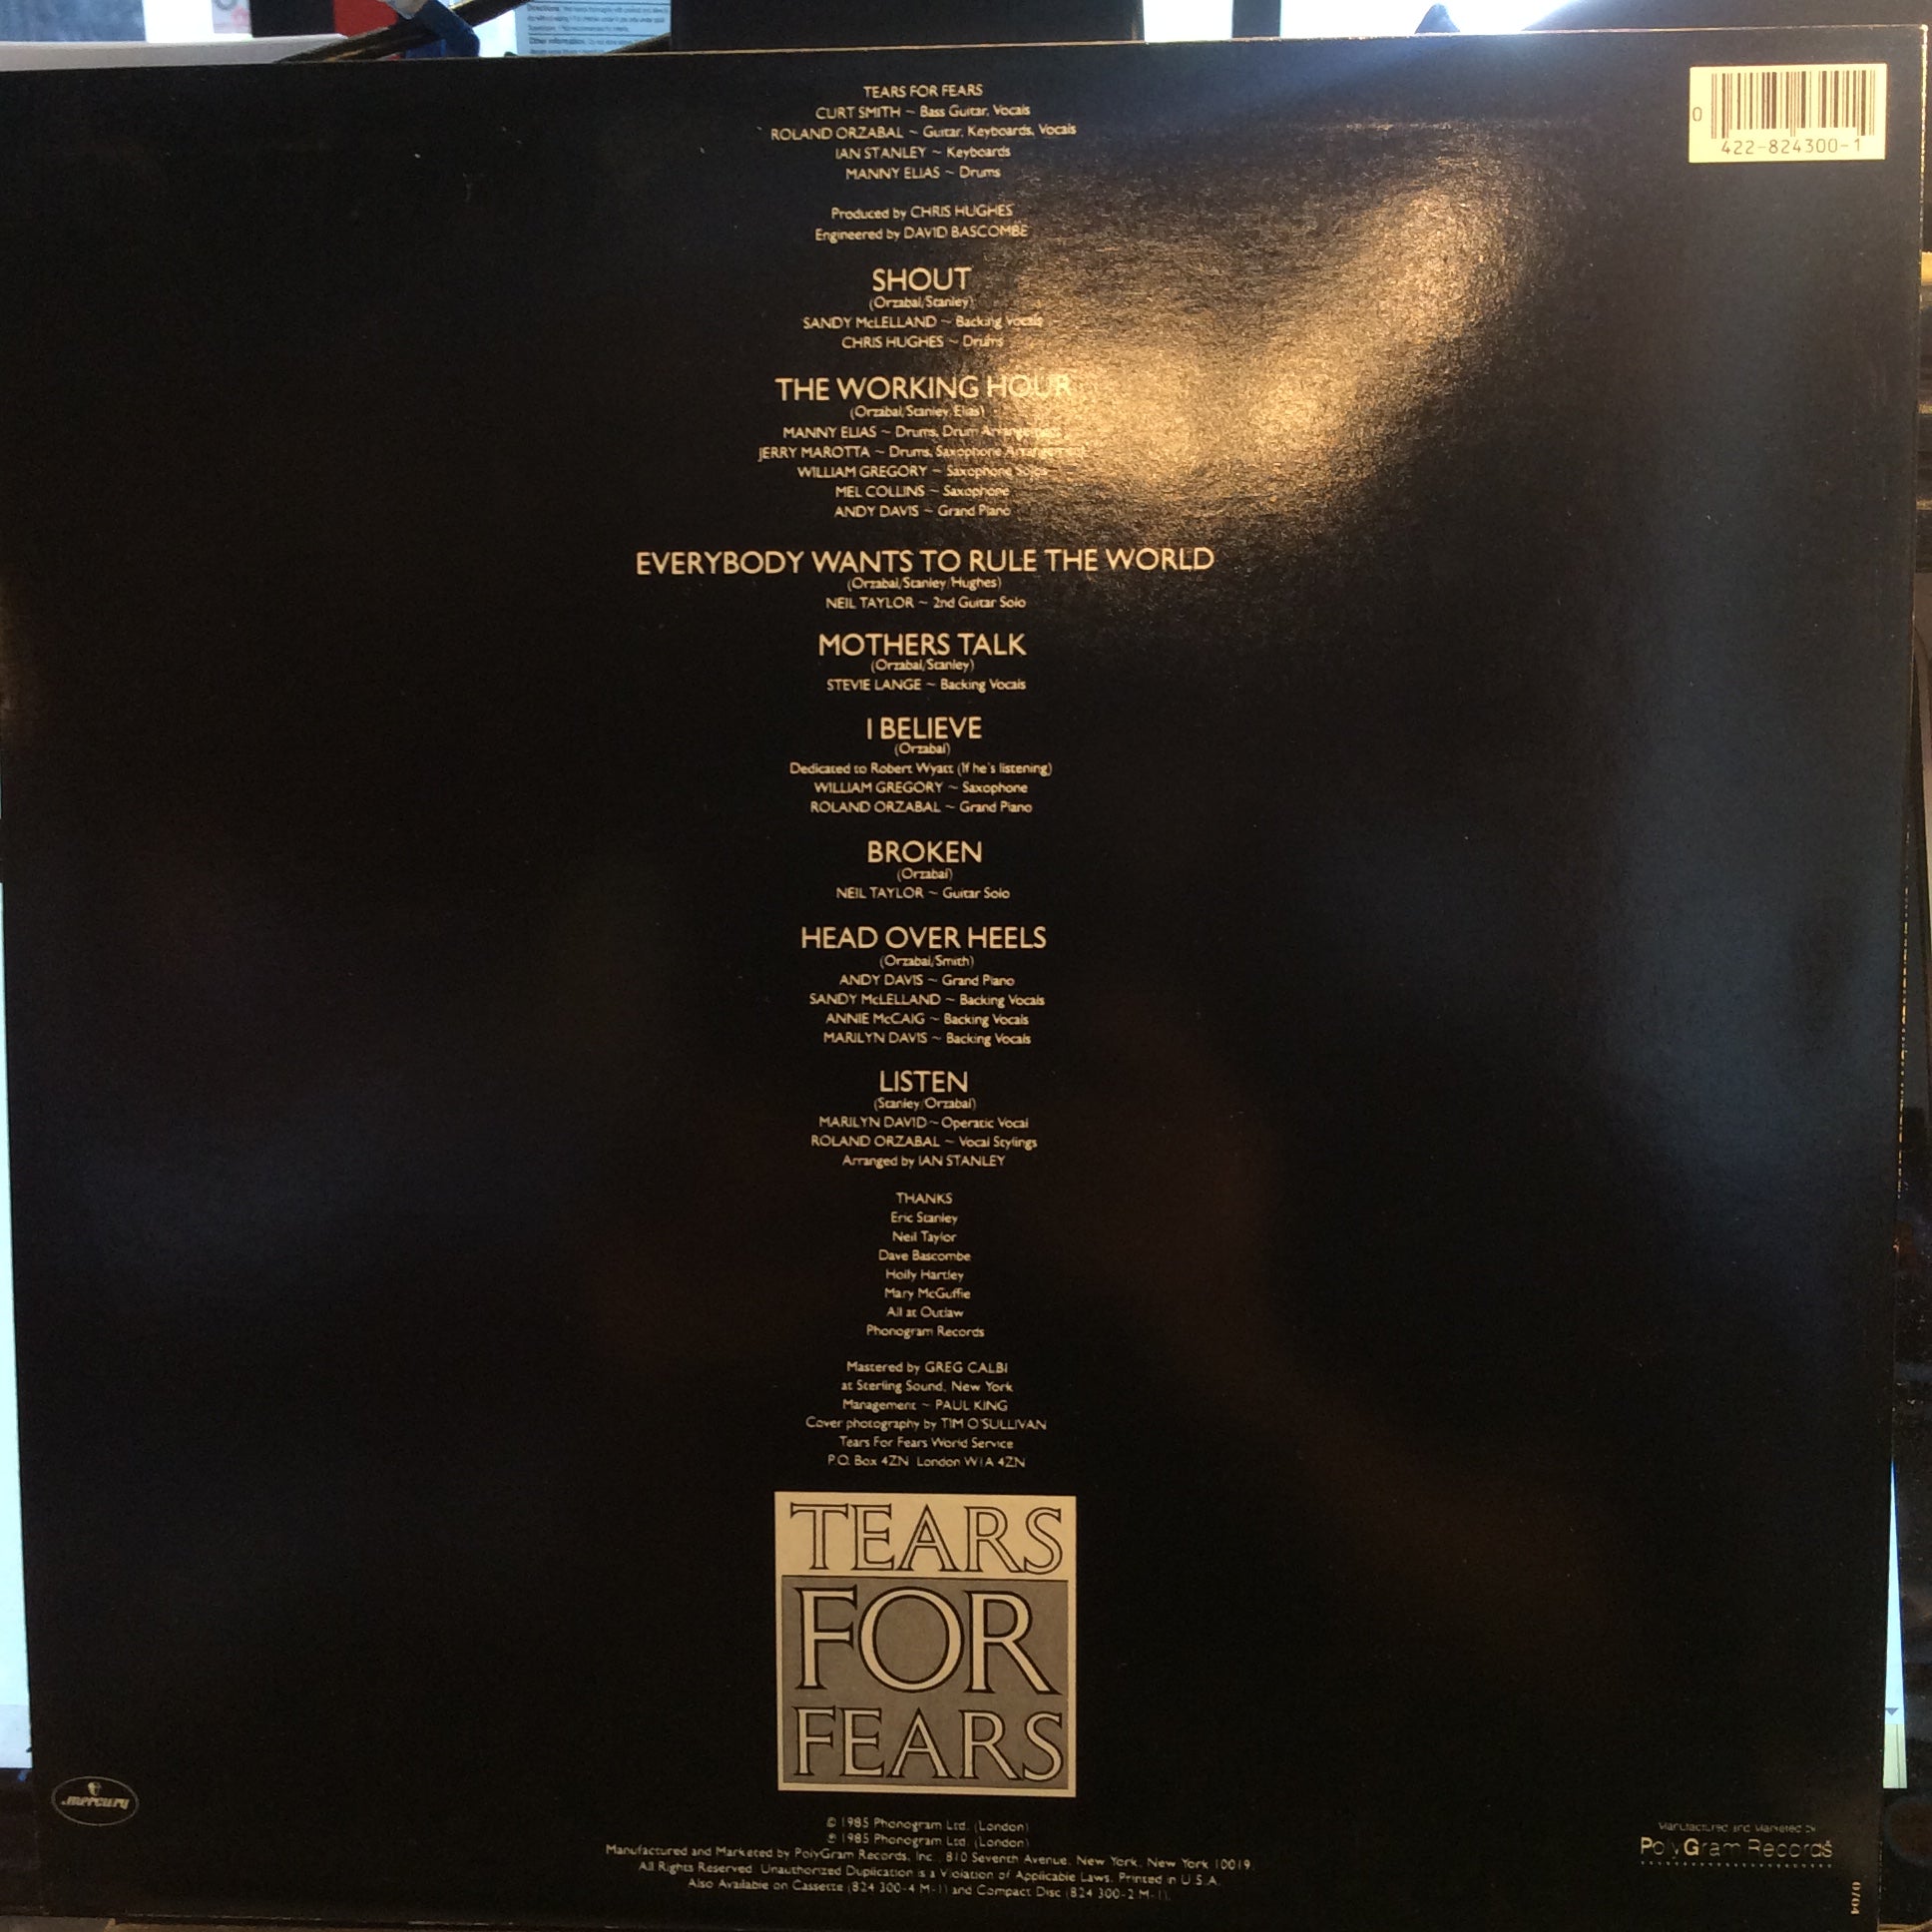 Directions:
Other information:
TEARS FOR FEARS
CURT SMITH ~ Bass Guitar, Vocals
ROLAND ORZABAL ~ Guitar, Keyboards, Vocals
IAN STANLEY ~ Keyboards
MANNY ELIAS ~ Drums
0
422-824300-1
Produced by CHRIS HUGHES
Engineered by DAVID BASCOMBE
SHOUT
(Orzabal/Stanley)
SANDY McLELLAND ~ Backing Vocals
CHRIS HUGHES ~ Drums
THE WORKING HOUR
(Orzabal/Stanley/Elias)
MANNY ELIAS ~ Drums, Drum Arrangement
JERRY MAROTTA ~ Drums, Saxophone Arrangement
WILLIAM GREGORY ~ Saxophone Solos
MEL COLLINS ~ Saxophone
ANDY DAVIS ~ Grand Piano
EVERYBODY WANTS TO RULE THE WORLD
(Orzabal/Stanley/Hughes)
NEIL TAYLOR ~ 2nd Guitar Solo
MOTHERS TALK
(Orzabal/Stanley)
STEVIE LANGE ~ Backing Vocals
I BELIEVE
(Orzabal)
Dedicated to Robert Wyatt (If he's listening)
WILLIAM GREGORY ~ Saxophone
ROLAND ORZABAL ~ Grand Piano
BROKEN
(Orzabal)
NEIL TAYLOR ~ Guitar Solo
HEAD OVER HEELS
(Orzabal/Smith)
ANDY DAVIS ~ Grand Piano
SANDY McLELLAND ~ Backing Vocals
ANNIE McCAIG ~ Backing Vocals
MARILYN DAVIS ~ Backing Vocals
LISTEN
(Stanley/Orzabal)
MARILYN DAVID ~ Operatic Vocal
ROLAND ORZABAL ~ Vocal Stylings
Arranged by IAN STANLEY
THANKS
Eric Stanley
Neil Taylor
Dave Bascombe
Holly Hartley
Mary McGuffie
All at Outlaw
Phonogram Records
Mastered by GREG CALBI
at Sterling Sound, New York
Management ~ PAUL KING
Cover photography by TIM O'SULLIVAN
Tears For Fears World Service
P.O. Box 4ZN London W1A 4ZN
TEARS
FOR
FEARS
mercury
© 1985 Phonogram Ltd. (London)
℗ 1985 Phonogram Ltd. (London)
Manufactured and Marketed by PolyGram Records, Inc., 810 Seventh Avenue, New York, New York 10019
All Rights Reserved. Unauthorized Duplication is a Violation of Applicable Laws. Printed in U.S.A.
Also Available on Cassette (824 300-4 M-1) and Compact Disc (824 300-2 M-1).
Manufactured and Marketed by
PolyGram Records
0704